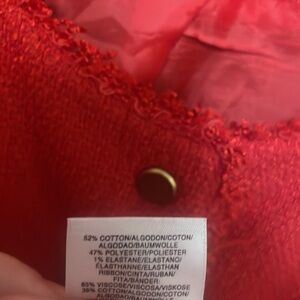 52% COTTON/ALGODON/COTON/
ALGODAO/BAUMWOLLE
47% POLYESTER/POLIESTER
1% ELASTANE/ELASTANO/
ELASTHANNE/ELASTHAN
RIBBON/CINTA/RUBAN/
FITA/BÄNDER:
65% VISCOSE/VISCOSA/VISKOSE
35% COTTON/ALGODON/COTON/